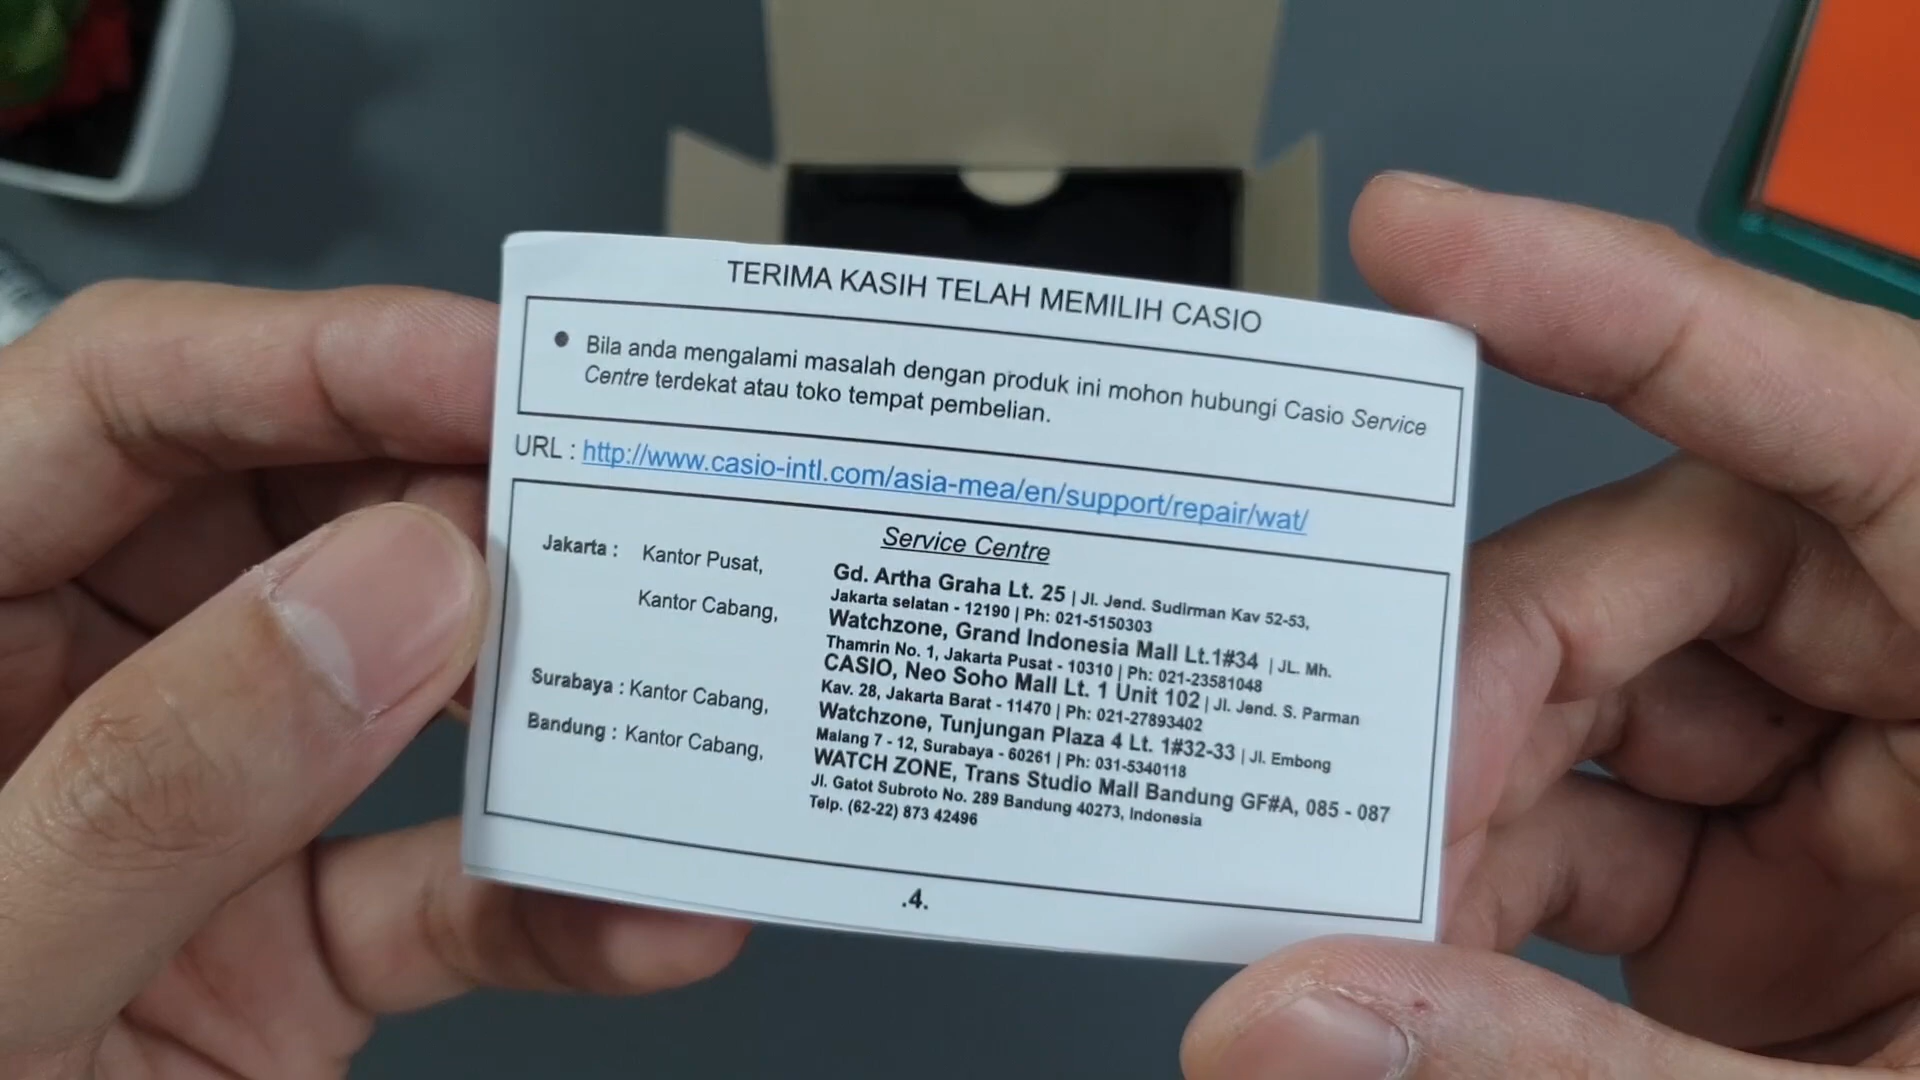 TERIMA KASIH TELAH MEMILIH CASIO
● Bila anda mengalami masalah dengan produk ini mohon hubungi Casio Service
Centre terdekat atau toko tempat pembelian.
URL : http://www.casio-intl.com/asia-mea/en/support/repair/wat/
Service Centre
Jakarta : Kantor Pusat, Gd. Artha Graha Lt. 25 | Jl. Jend. Sudirman Kav 52-53,
Jakarta selatan - 12190 | Ph: 021-5150303
Kantor Cabang, Watchzone, Grand Indonesia Mall Lt.1#34 | JL. Mh.
Thamrin No. 1, Jakarta Pusat - 10310 | Ph: 021-23581048
CASIO, Neo Soho Mall Lt. 1 Unit 102 | Jl. Jend. S. Parman
Kav. 28, Jakarta Barat - 11470 | Ph: 021-27893402
Surabaya : Kantor Cabang, Watchzone, Tunjungan Plaza 4 Lt. 1#32-33 | Jl. Embong
Malang 7 - 12, Surabaya - 60261 | Ph: 031-5340118
Bandung : Kantor Cabang, WATCH ZONE, Trans Studio Mall Bandung GF#A, 085 - 087
Jl. Gatot Subroto No. 289 Bandung 40273, Indonesia
Telp. (62-22) 873 42496
.4.